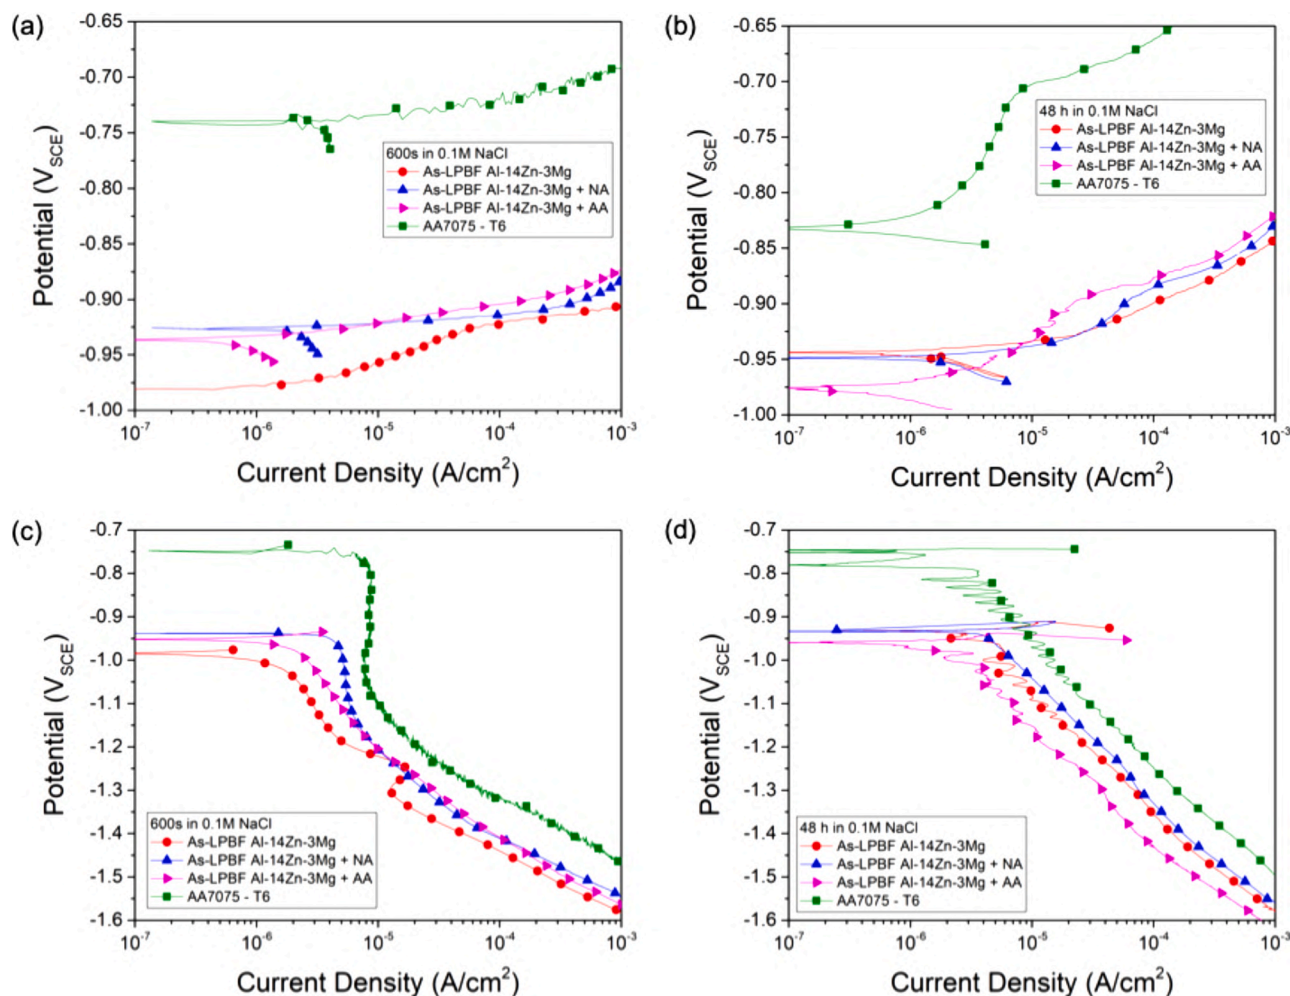 (a)
-0.65
-0.70
-0.75
-0.80
-0.85
-0.90
-0.95
-1.00
Potential (V_SCE)
600s in 0.1M NaCl
As-LPBF Al-14Zn-3Mg
As-LPBF Al-14Zn-3Mg + NA
As-LPBF Al-14Zn-3Mg + AA
AA7075 - T6
10⁻⁷ 10⁻⁶ 10⁻⁵ 10⁻⁴ 10⁻³
Current Density (A/cm²)
(b)
-0.65
-0.70
-0.75
-0.80
-0.85
-0.90
-0.95
-1.00
Potential (V_SCE)
48 h in 0.1M NaCl
As-LPBF Al-14Zn-3Mg
As-LPBF Al-14Zn-3Mg + NA
As-LPBF Al-14Zn-3Mg + AA
AA7075 - T6
10⁻⁷ 10⁻⁶ 10⁻⁵ 10⁻⁴ 10⁻³
Current Density (A/cm²)
(c)
-0.7
-0.8
-0.9
-1.0
-1.1
-1.2
-1.3
-1.4
-1.5
-1.6
Potential (V_SCE)
600s in 0.1M NaCl
As-LPBF Al-14Zn-3Mg
As-LPBF Al-14Zn-3Mg + NA
As-LPBF Al-14Zn-3Mg + AA
AA7075 - T6
10⁻⁷ 10⁻⁶ 10⁻⁵ 10⁻⁴ 10⁻³
Current Density (A/cm²)
(d)
-0.7
-0.8
-0.9
-1.0
-1.1
-1.2
-1.3
-1.4
-1.5
-1.6
Potential (V_SCE)
48 h in 0.1M NaCl
As-LPBF Al-14Zn-3Mg
As-LPBF Al-14Zn-3Mg + NA
As-LPBF Al-14Zn-3Mg + AA
AA7075 - T6
10⁻⁷ 10⁻⁶ 10⁻⁵ 10⁻⁴ 10⁻³
Current Density (A/cm²)